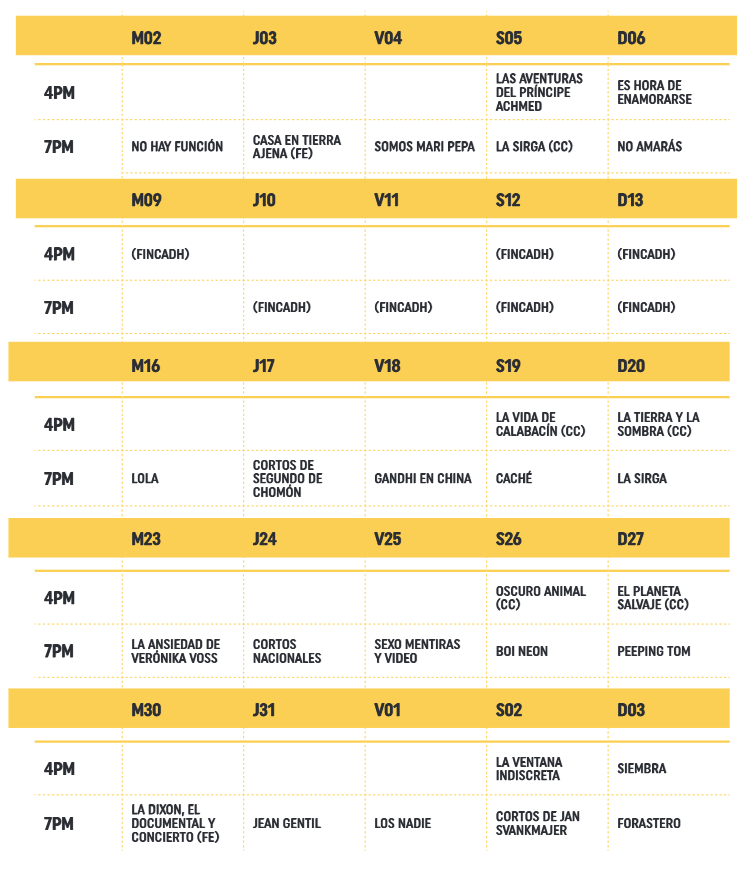 M02 J03 V04 S05 D06
4PM
LAS AVENTURAS
DEL PRÍNCIPE
ACHMED
ES HORA DE
ENAMORARSE
7PM
NO HAY FUNCIÓN
CASA EN TIERRA
AJENA (FE)
SOMOS MARI PEPA
LA SIRGA (CC)
NO AMARÁS
M09 J10 V11 S12 D13
4PM
(FINCADH)
(FINCADH)
(FINCADH)
7PM
(FINCADH)
(FINCADH)
(FINCADH)
(FINCADH)
M16 J17 V18 S19 D20
4PM
LA VIDA DE
CALABACÍN (CC)
LA TIERRA Y LA
SOMBRA (CC)
7PM
LOLA
CORTOS DE
SEGUNDO DE
CHOMÓN
GANDHI EN CHINA
CACHÉ
LA SIRGA
M23 J24 V25 S26 D27
4PM
OSCURO ANIMAL
(CC)
EL PLANETA
SALVAJE (CC)
7PM
LA ANSIEDAD DE
VERÓNIKA VOSS
CORTOS
NACIONALES
SEXO MENTIRAS
Y VIDEO
BOI NEON
PEEPING TOM
M30 J31 V01 S02 D03
4PM
LA VENTANA
INDISCRETA
SIEMBRA
7PM
LA DIXON, EL
DOCUMENTAL Y
CONCIERTO (FE)
JEAN GENTIL
LOS NADIE
CORTOS DE JAN
SVANKMAJER
FORASTERO